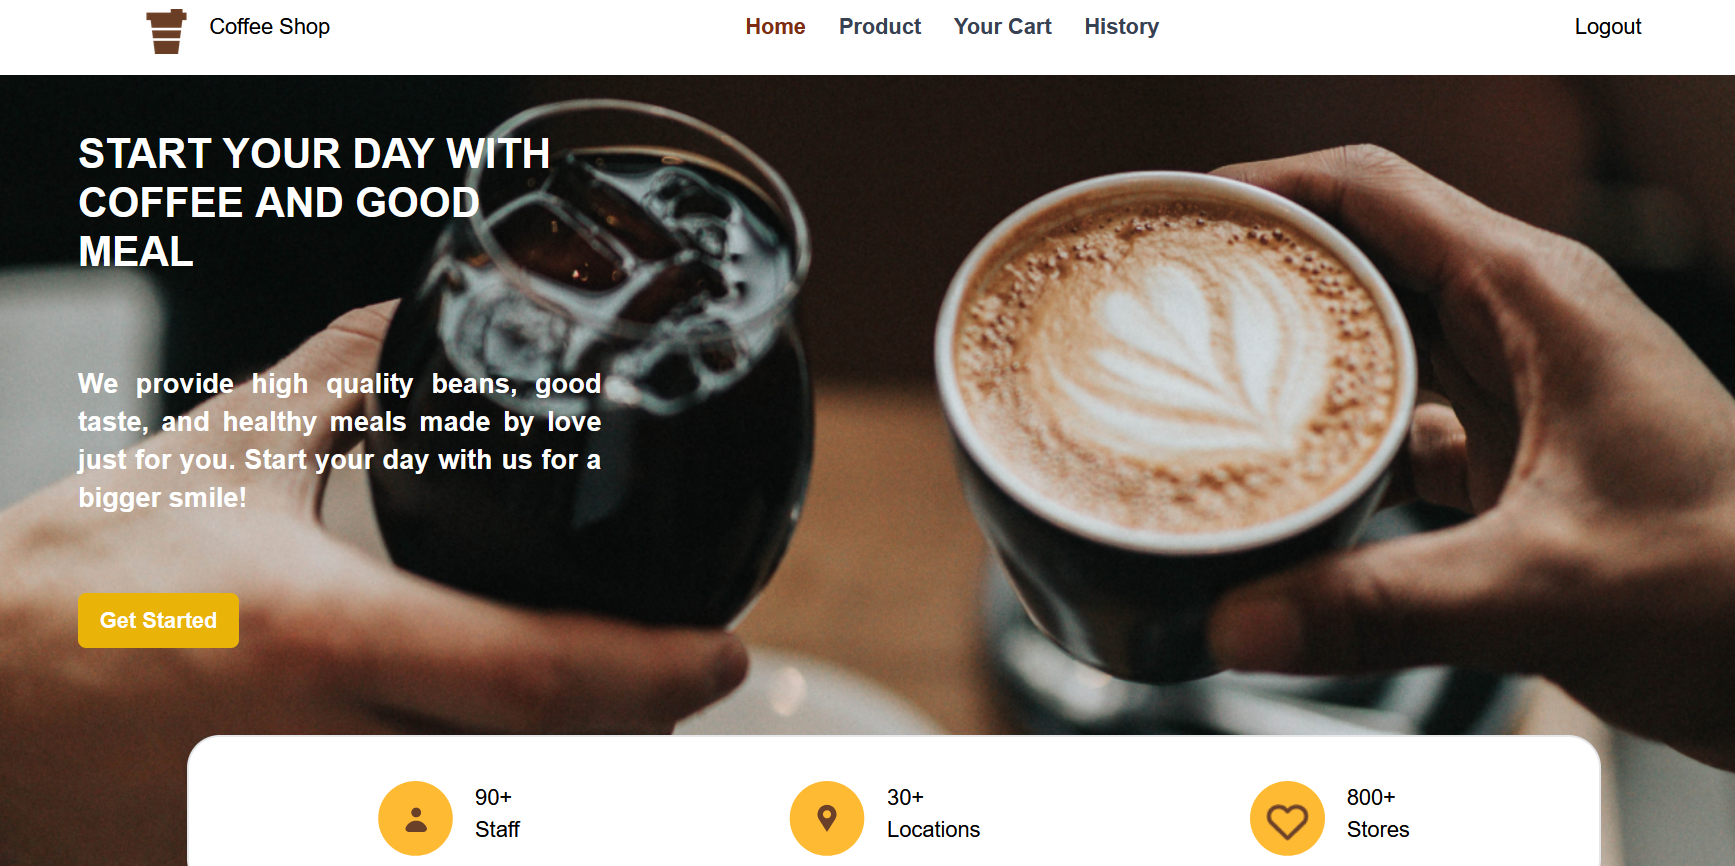 Coffee Shop
Home
Product
Your Cart
History
Logout
START YOUR DAY WITH
COFFEE AND GOOD
MEAL
We provide high quality beans, good
taste, and healthy meals made by love
just for you. Start your day with us for a
bigger smile!
Get Started
90+
Staff
30+
Locations
800+
Stores